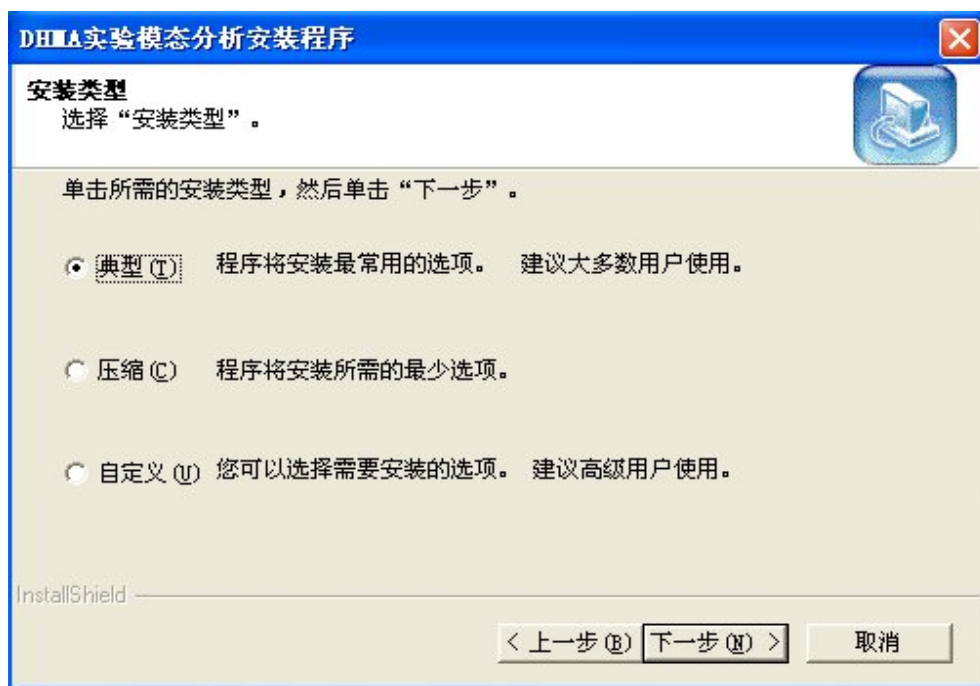 DHMA实验模态分析安装程序
安装类型
选择“安装类型”。
单击所需的安装类型，然后单击“下一步”。
典型(T) 程序将安装最常用的选项。 建议大多数用户使用。
压缩(C) 程序将安装所需的最少选项。
自定义(U) 您可以选择需要安装的选项。 建议高级用户使用。
InstallShield
< 上一步(B) 下一步(N) > 取消